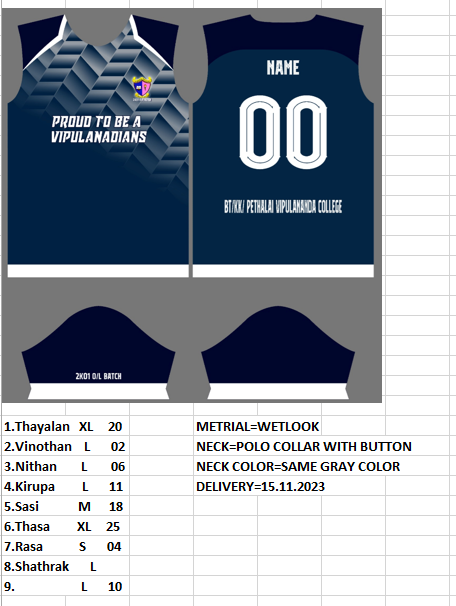 PROUD TO BE A
VIPULANADIANS
NAME
00
BT/KK/ PETHALAI VIPULANANDA COLLEGE
2K01 O/L BATCH
1.Thayalan XL 20
2.Vinothan L 02
3.Nithan L 06
4.Kirupa L 11
5.Sasi M 18
6.Thasa XL 25
7.Rasa S 04
8.Shathrak L
9. L 10
METRIAL=WETLOOK
NECK=POLO COLLAR WITH BUTTON
NECK COLOR=SAME GRAY COLOR
DELIVERY=15.11.2023